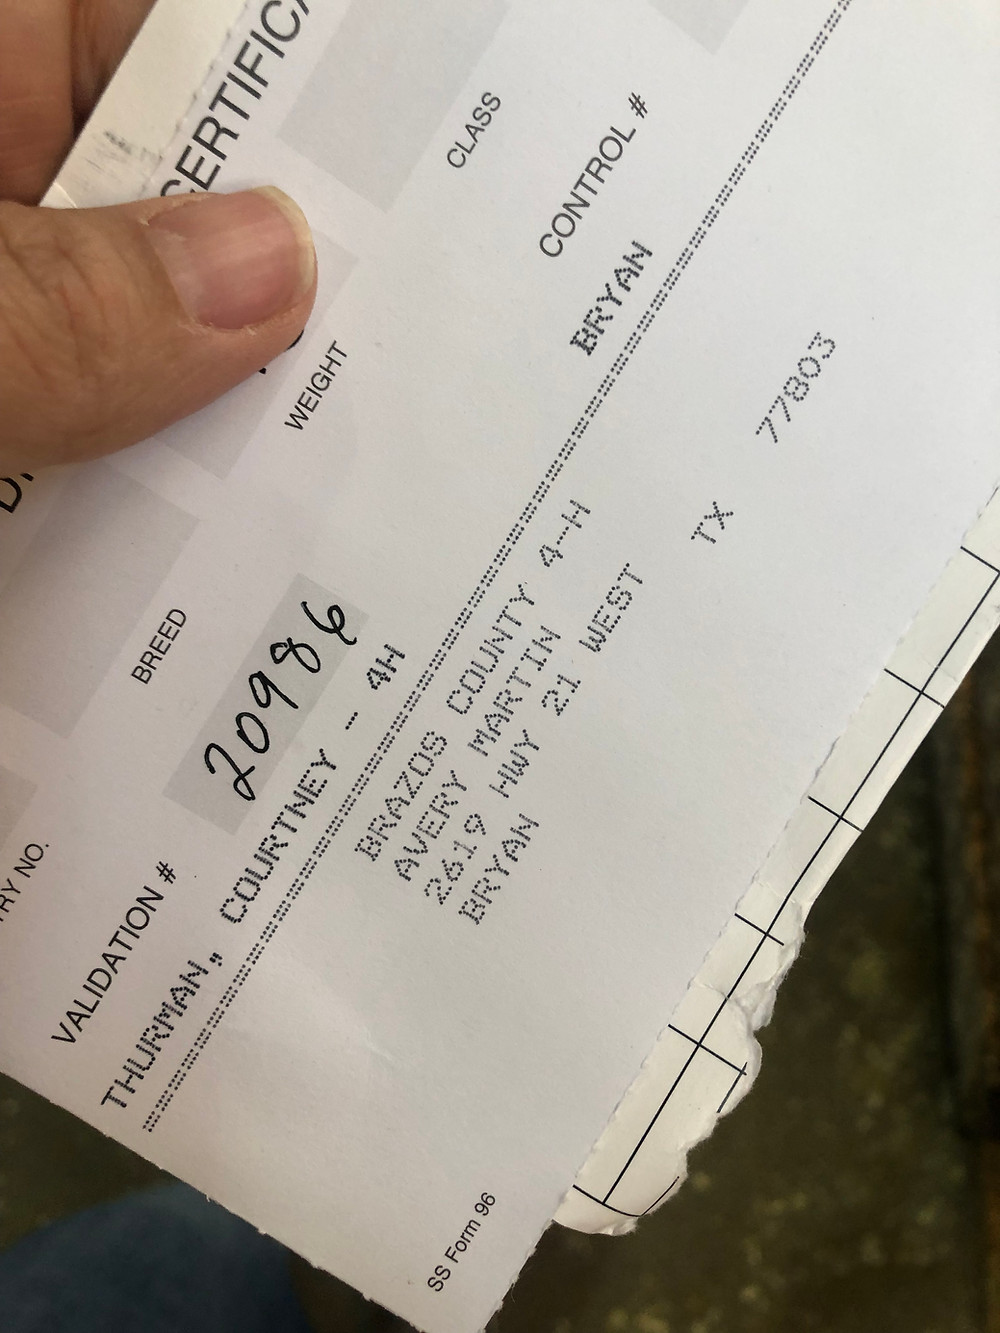 CERTIFICA
CLASS
CONTROL #
WEIGHT
BREED
RY NO.
VALIDATION #
20986
THURMAN,, COURTNEY - 4H BRYAN
BRAZOS COUNTY 4-H
AVERY MARTIN
2619 HWY 21 WEST
BRYAN TX 77803
SS Form 96